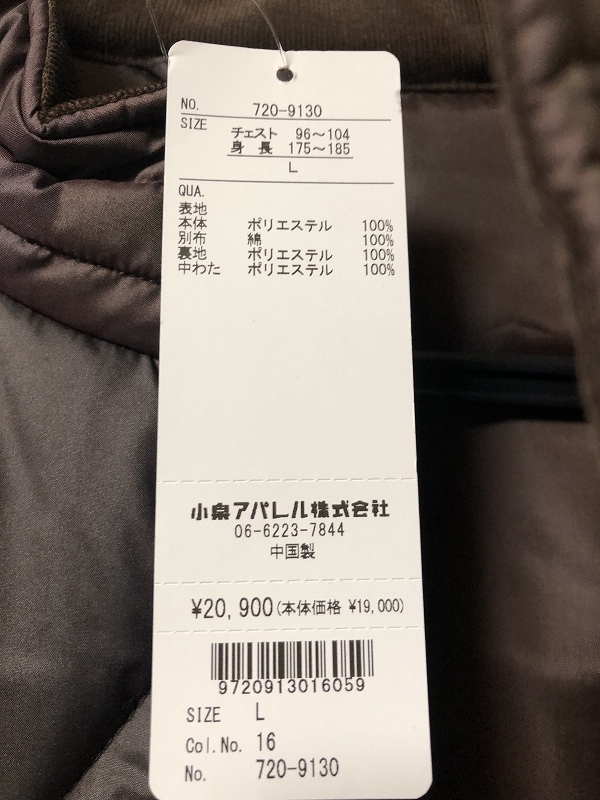 NO. 720-9130
SIZE
チェスト 96～104
身長 175～185
L
QUA.
表地
本体 ポリエステル 100%
別布 綿 100%
裏地 ポリエステル 100%
中わた ポリエステル 100%
小泉アパレル株式会社
06-6223-7844
中国製
¥20,900(本体価格 ¥19,000)
9720913016059
SIZE L
Col.No. 16
No. 720-9130